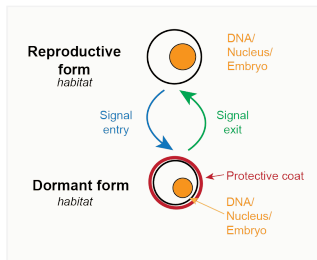 DNA/
Nucleus/
Embryo
Reproductive
form
habitat
Signal
entry
Signal
exit
Protective coat
Dormant form
habitat
DNA/
Nucleus/
Embryo